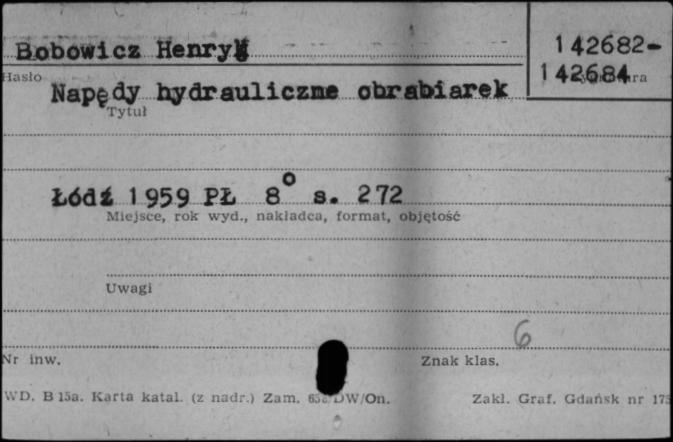 Bobowicz Henryk
142682-
Hasło
142684
Napędy hydrauliczne obrabiarek
Tytuł
Łódź 1959 PŁ 8° s. 272
Miejsce, rok wyd., nakładca, format, objętość
Uwagi
6
Nr inw.
Znak klas.
WD. B 15a. Karta katal. (z nadr.) Zam. DW/On.
Zakl. Graf. Gdańsk nr 175